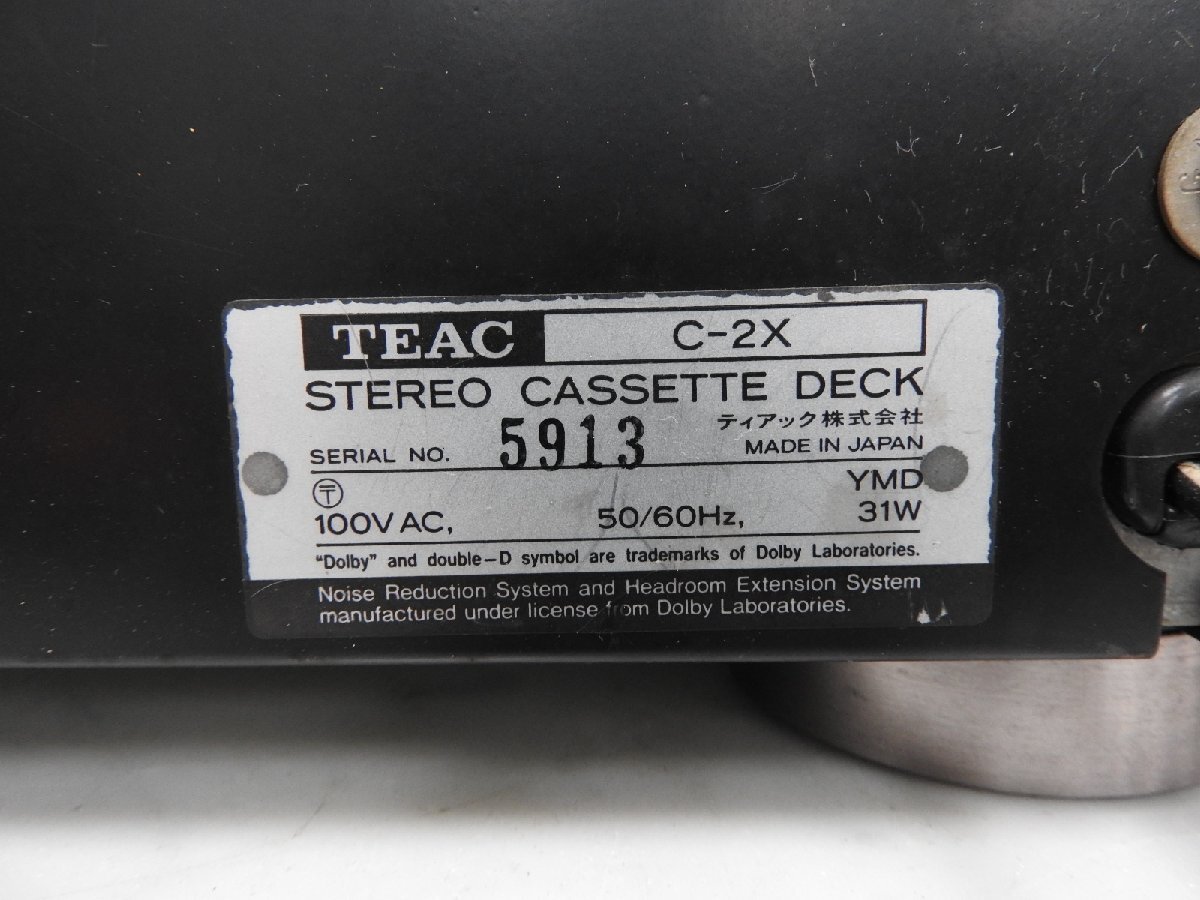 TEAC C-2X
STEREO CASSETTE DECK
ティアック株式会社
SERIAL NO. 5913 MADE IN JAPAN
〒 YMD
100V AC, 50/60Hz, 31W
"Dolby" and double-D symbol are trademarks of Dolby Laboratories.
Noise Reduction System and Headroom Extension System
manufactured under license from Dolby Laboratories.